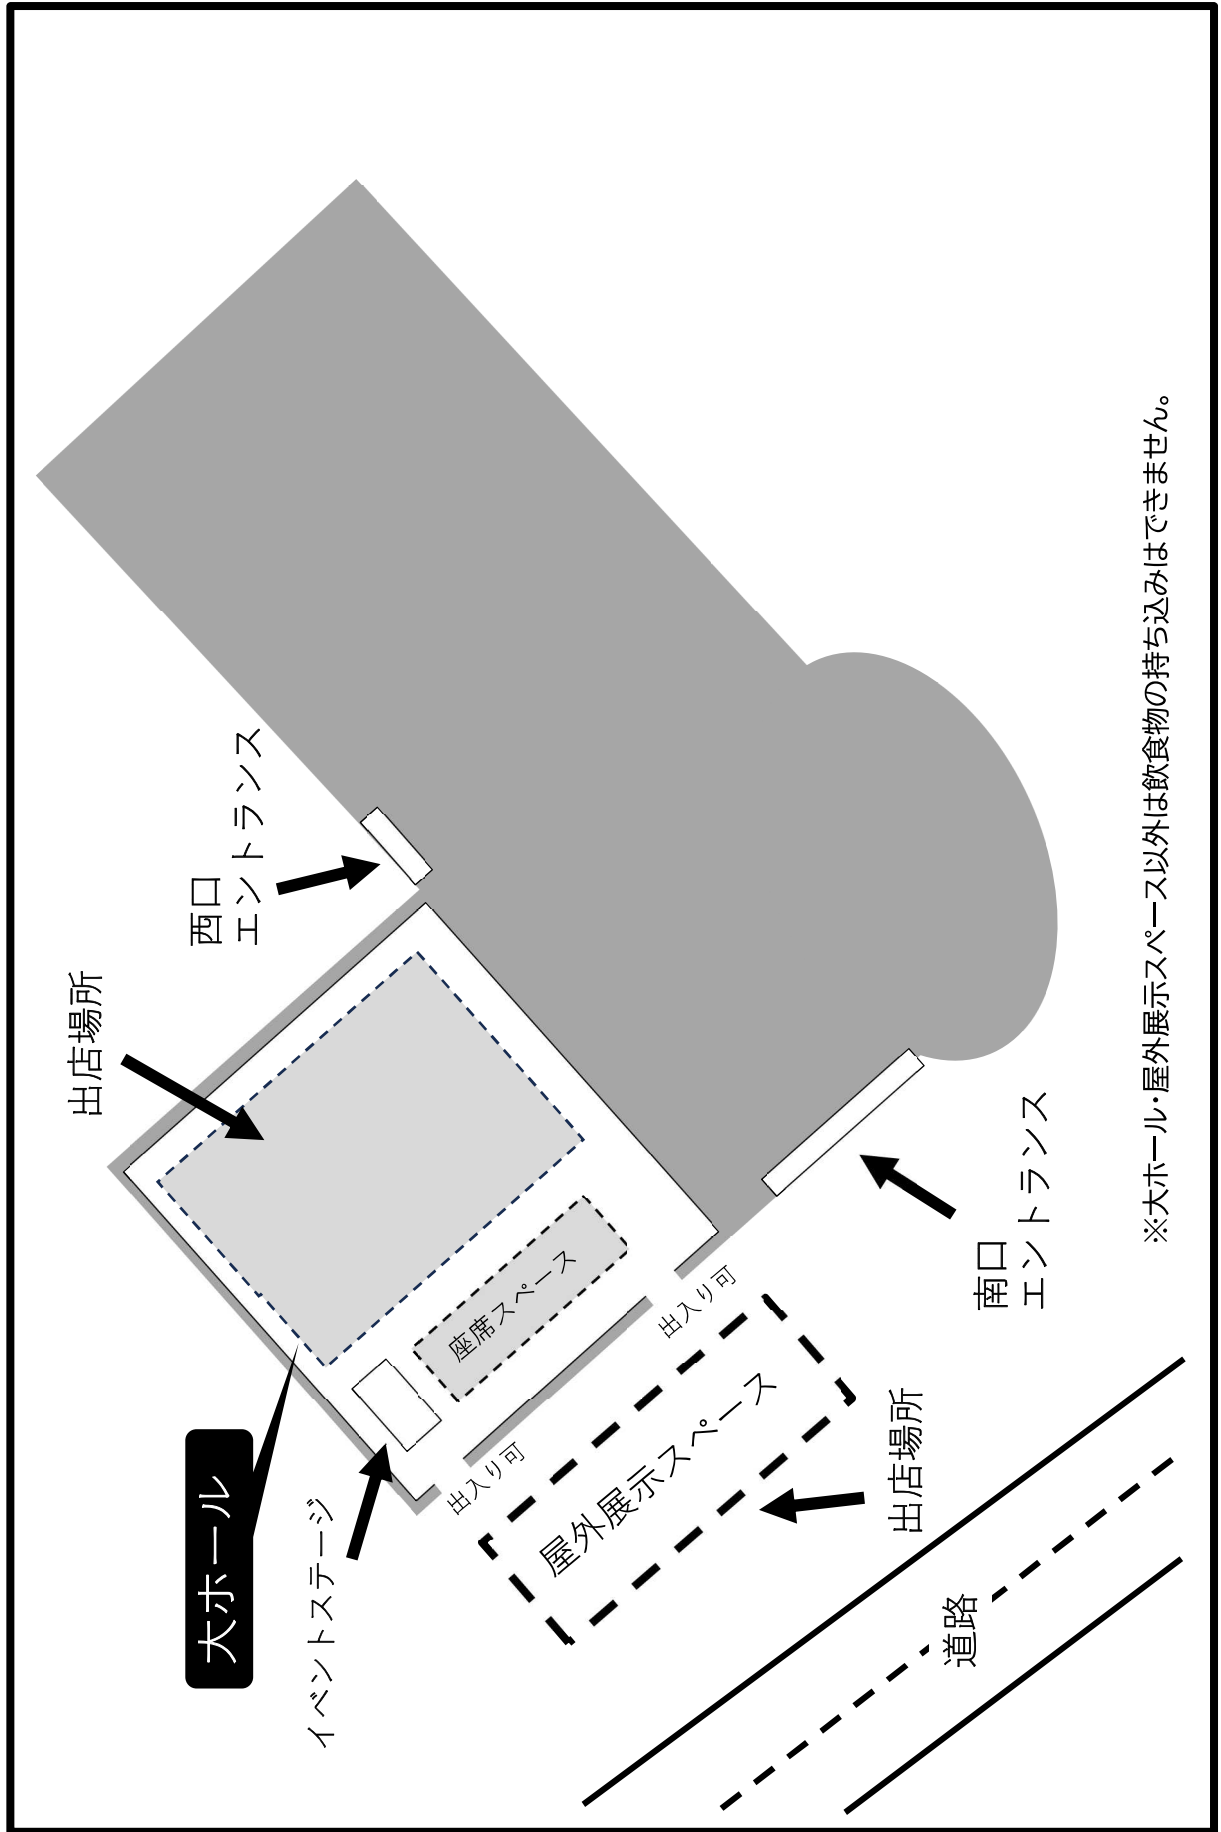 大ホール
イベントステージ
出店場所
西口
エントランス
座席スペース
出入り可
出入り可
屋外展示スペース
出店場所
南口
エントランス
道路
※大ホール・屋外展示スペース以外は飲食物の持ち込みはできません。